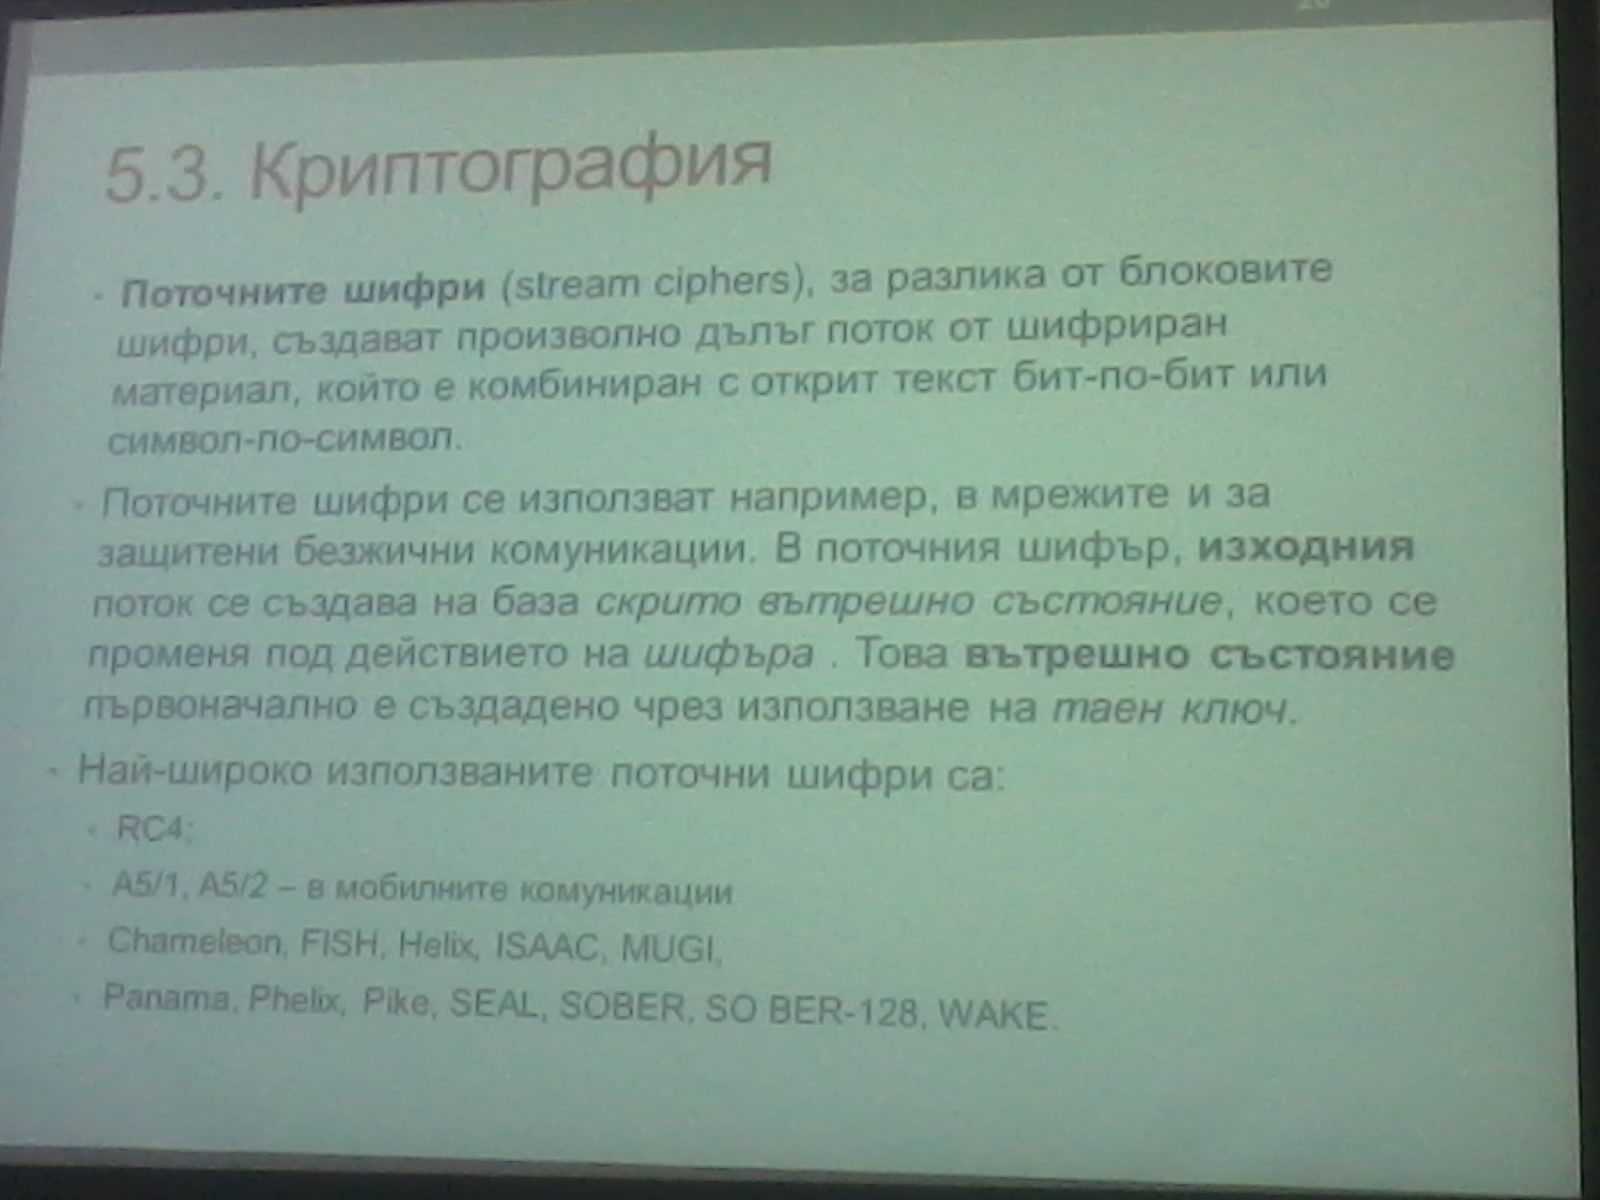 5.3. Криптография
Поточните шифри (stream ciphers), за разлика от блоковите
шифри, създават произволно дълъг поток от шифриран
материал, който е комбиниран с открит текст бит-по-бит или
символ-по-символ.
Поточните шифри се използват например, в мрежите и за
защитени безжични комуникации. В поточния шифър, изходния
поток се създава на база скрито вътрешно състояние, което се
променя под действието на шифъра . Това вътрешно състояние
първоначално е създадено чрез използване на таен ключ.
Най-широко използваните поточни шифри са:
RC4;
A5/1, A5/2 – в мобилните комуникации
Chameleon, FISH, Helix, ISAAC, MUGI,
Panama, Phelix, Pike, SEAL, SOBER, SO BER-128, WAKE.